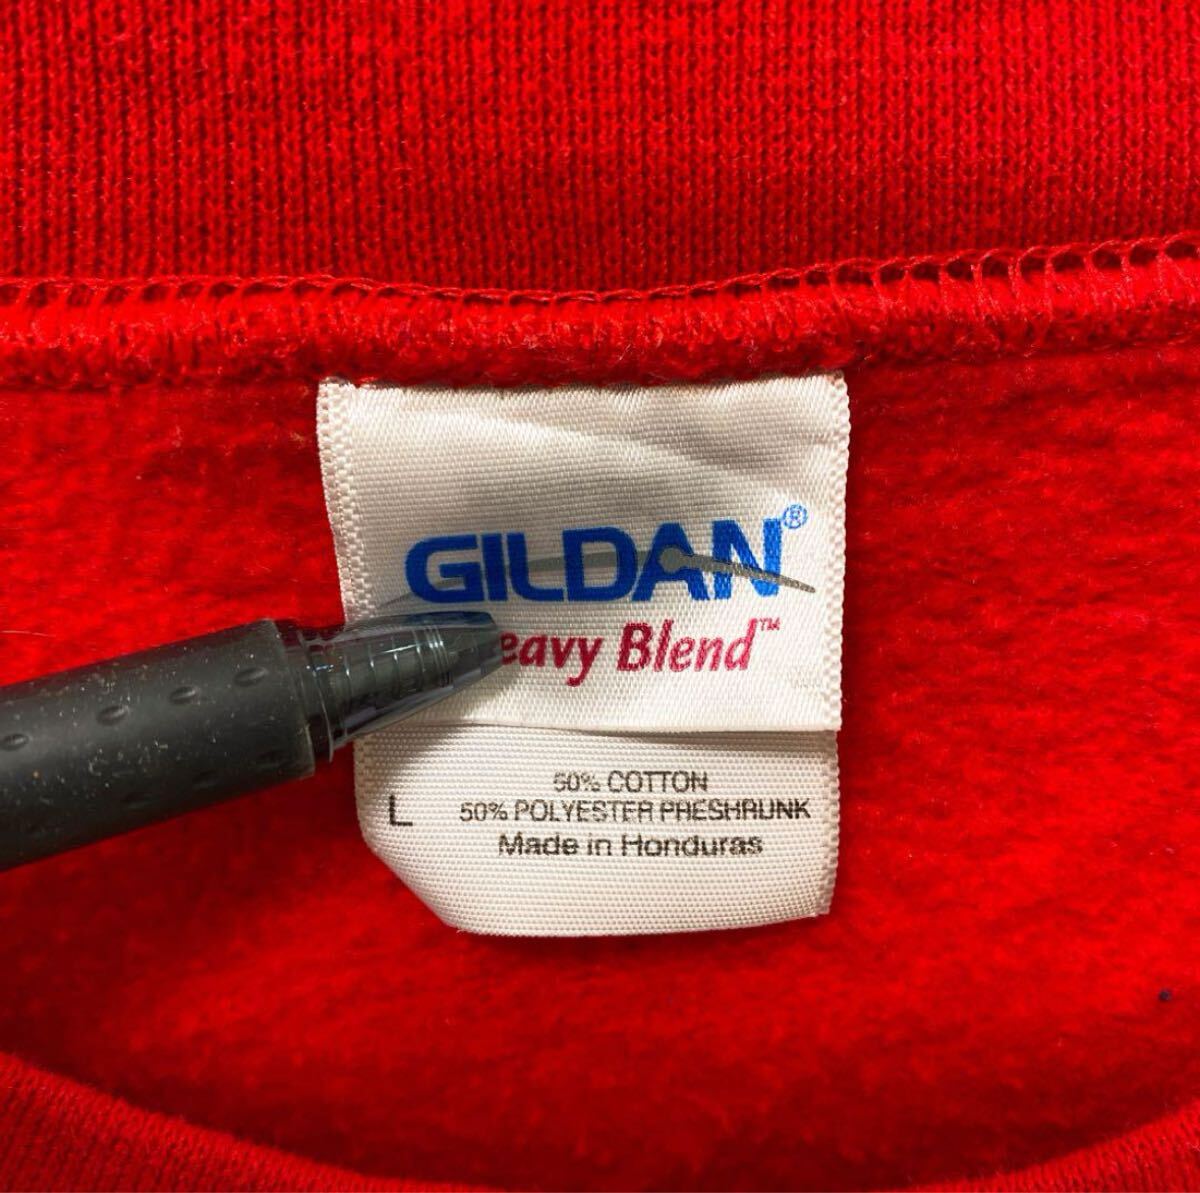 GILDAN®
eavy Blend™
50% COTTON
L 50% POLYESTER PRESHRUNK
Made in Honduras